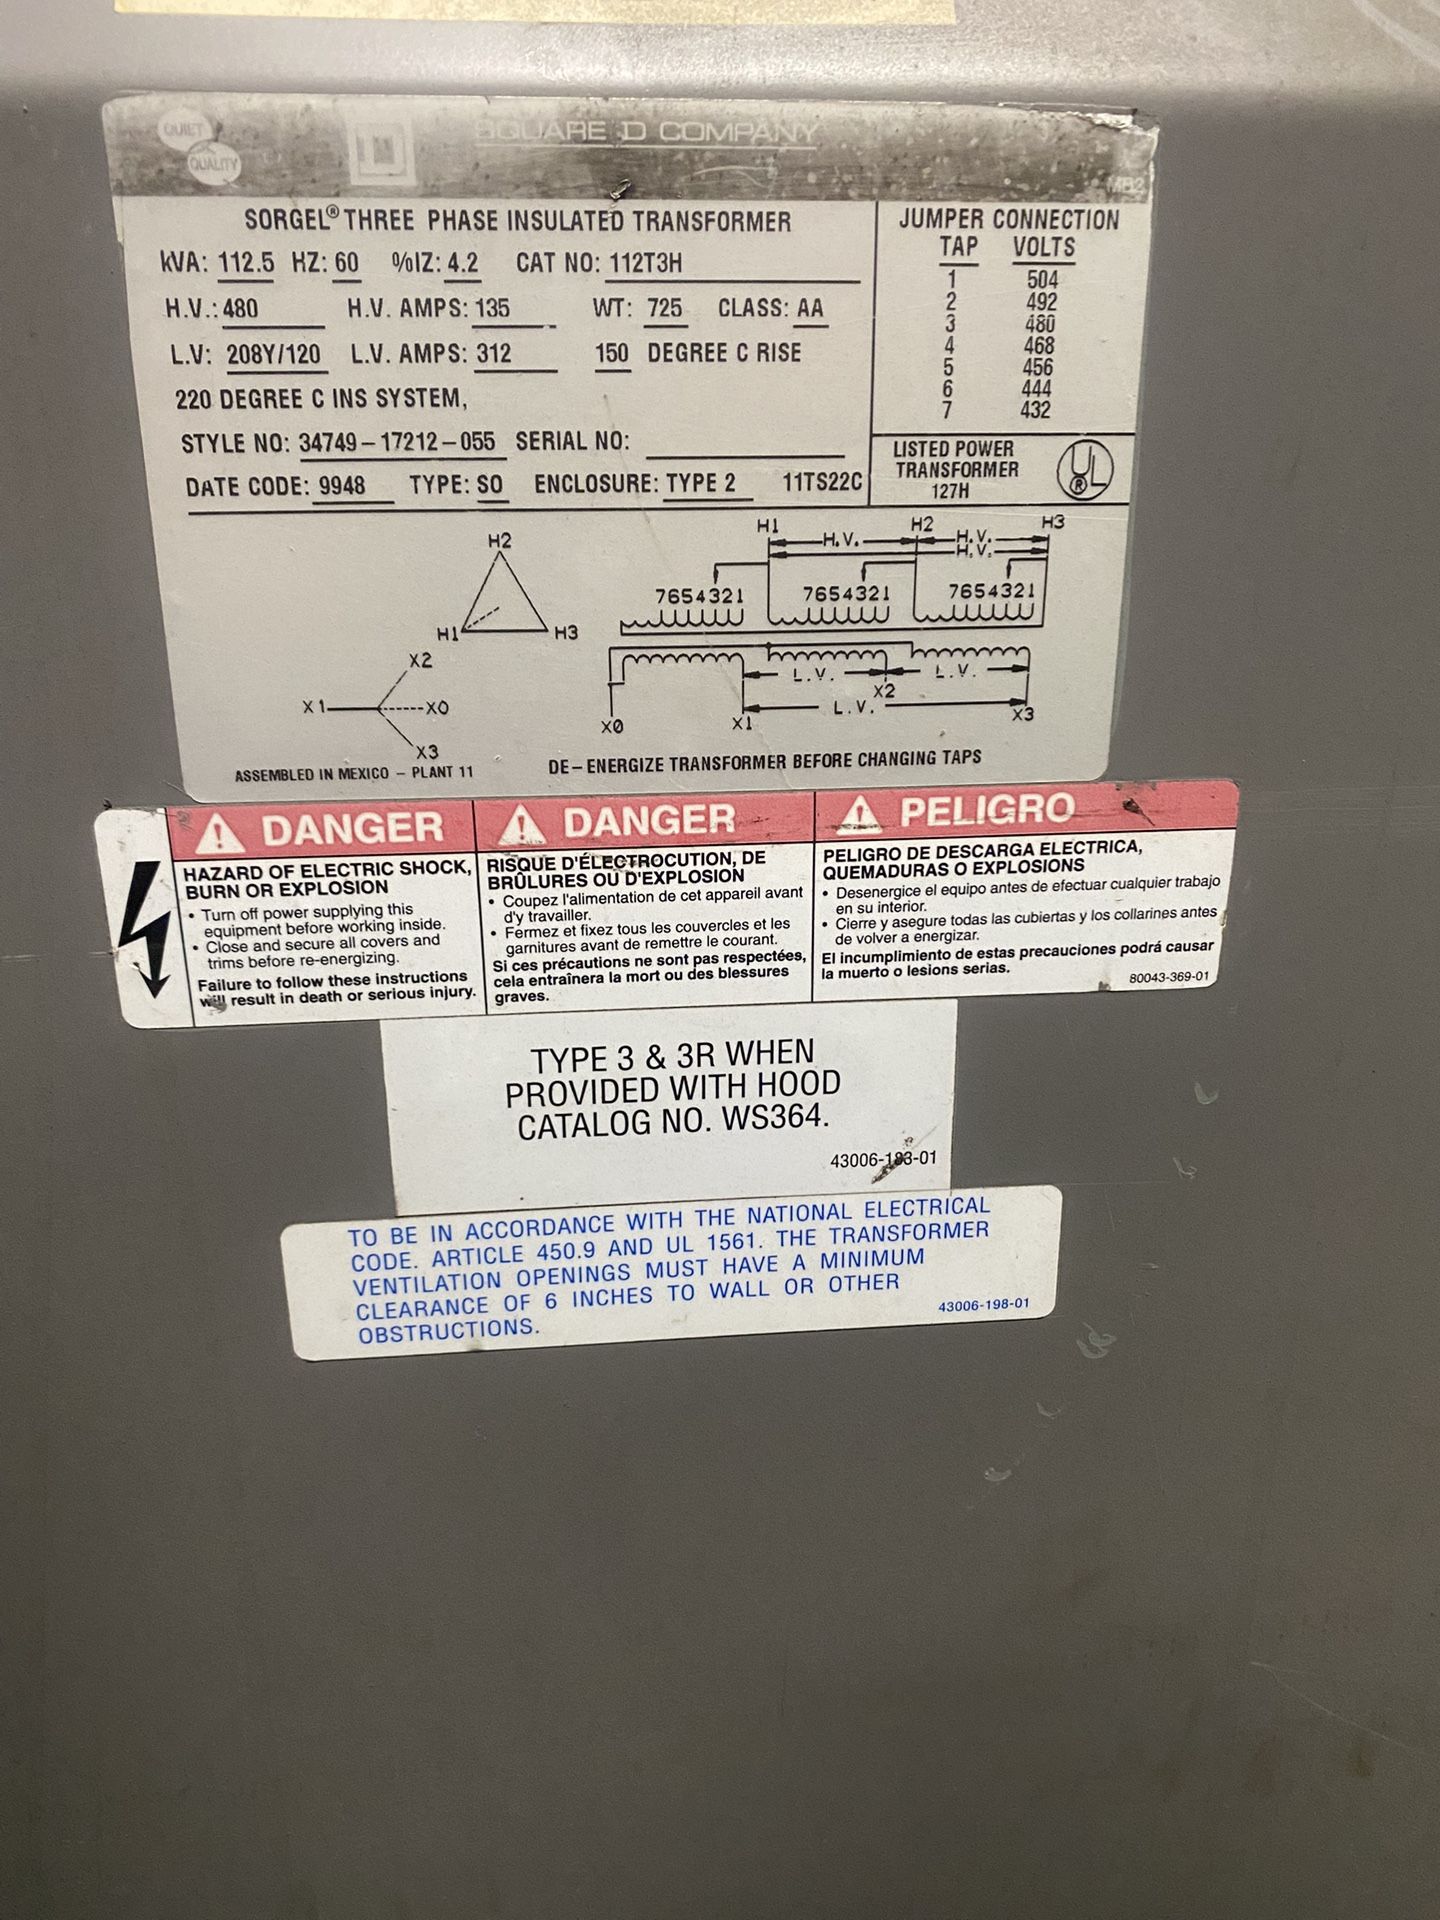 QUIET
QUALITY
SQUARE D COMPANY
MB2
SORGEL® THREE PHASE INSULATED TRANSFORMER
kVA: 112.5 HZ: 60 %IZ: 4.2 CAT NO: 112T3H
H.V.: 480 H.V. AMPS: 135 WT: 725 CLASS: AA
L.V: 208Y/120 L.V. AMPS: 312 150 DEGREE C RISE
220 DEGREE C INS SYSTEM,
STYLE NO: 34749-17212-055 SERIAL NO:
DATE CODE: 9948 TYPE: SO ENCLOSURE: TYPE 2 11TS22C
JUMPER CONNECTION
TAP VOLTS
1 504
2 492
3 480
4 468
5 456
6 444
7 432
LISTED POWER
TRANSFORMER
127H
UL ®
H2
H1 H3
X2
X1 X0
X3
H1 H2 H3
H.V. H.V.
H.V.
7654321 7654321 7654321
L.V. L.V.
X2
L.V.
X0 X1 X3
ASSEMBLED IN MEXICO - PLANT 11
DE-ENERGIZE TRANSFORMER BEFORE CHANGING TAPS
DANGER
HAZARD OF ELECTRIC SHOCK,
BURN OR EXPLOSION
• Turn off power supplying this
equipment before working inside.
• Close and secure all covers and
trims before re-energizing.
Failure to follow these instructions
will result in death or serious injury.
DANGER
RISQUE D'ÉLECTROCUTION, DE
BRÛLURES OU D'EXPLOSION
• Coupez l'alimentation de cet appareil avant
d'y travailler.
• Fermez et fixez tous les couvercles et les
garnitures avant de remettre le courant.
Si ces précautions ne sont pas respectées,
cela entraînera la mort ou des blessures
graves.
PELIGRO
PELIGRO DE DESCARGA ELECTRICA,
QUEMADURAS O EXPLOSIONS
• Desenergice el equipo antes de efectuar cualquier trabajo
en su interior.
• Cierre y asegure todas las cubiertas y los collarines antes
de volver a energizar.
El incumplimiento de estas precauciones podrá causar
la muerto o lesions serias.
80043-369-01
TYPE 3 & 3R WHEN
PROVIDED WITH HOOD
CATALOG NO. WS364.
43006-183-01
TO BE IN ACCORDANCE WITH THE NATIONAL ELECTRICAL
CODE. ARTICLE 450.9 AND UL 1561. THE TRANSFORMER
VENTILATION OPENINGS MUST HAVE A MINIMUM
CLEARANCE OF 6 INCHES TO WALL OR OTHER
OBSTRUCTIONS.
43006-198-01